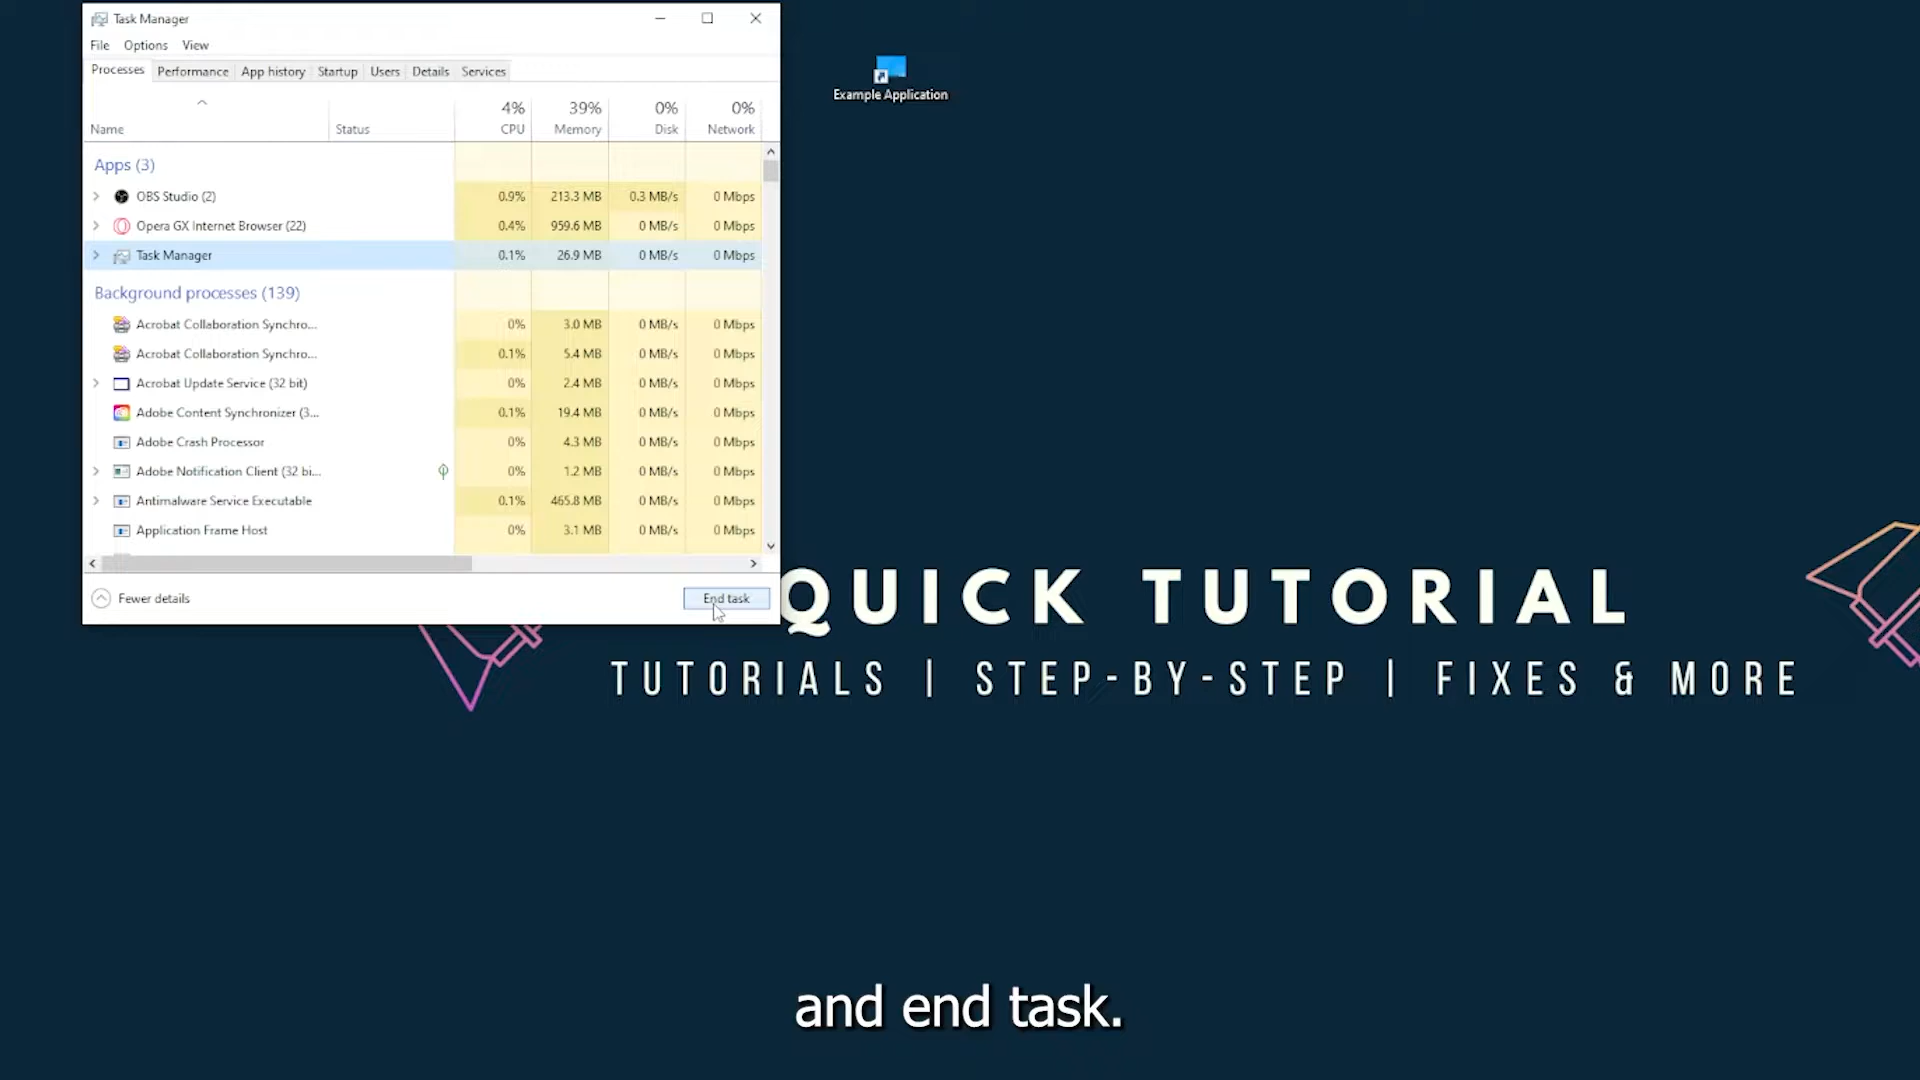 Task Manager
File Options View
Processes Performance App history Startup Users Details Services
4% 39% 0% 0%
Name Status CPU Memory Disk Network
Apps (3)
OBS Studio (2) 0.9% 213.3 MB 0.3 MB/s 0 Mbps
Opera GX Internet Browser (22) 0.4% 959.6 MB 0 MB/s 0 Mbps
Task Manager 0.1% 26.9 MB 0 MB/s 0 Mbps
Background processes (139)
Acrobat Collaboration Synchro... 0% 3.0 MB 0 MB/s 0 Mbps
Acrobat Collaboration Synchro... 0.1% 5.4 MB 0 MB/s 0 Mbps
Acrobat Update Service (32 bit) 0% 2.4 MB 0 MB/s 0 Mbps
Adobe Content Synchronizer (3... 0.1% 19.4 MB 0 MB/s 0 Mbps
Adobe Crash Processor 0% 4.3 MB 0 MB/s 0 Mbps
Adobe Notification Client (32 bi... 0% 1.2 MB 0 MB/s 0 Mbps
Antimalware Service Executable 0.1% 465.8 MB 0 MB/s 0 Mbps
Application Frame Host 0% 3.1 MB 0 MB/s 0 Mbps
Fewer details End task
Example Application
QUICK TUTORIAL
TUTORIALS | STEP-BY-STEP | FIXES & MORE
and end task.